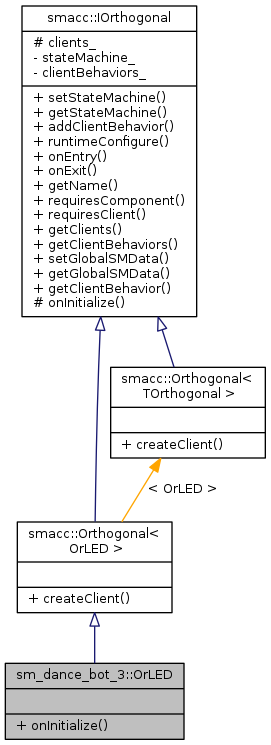 smacc::IOrthogonal
# clients_
- stateMachine_
- clientBehaviors_
+ setStateMachine()
+ getStateMachine()
+ addClientBehavior()
+ runtimeConfigure()
+ onEntry()
+ onExit()
+ getName()
+ requiresComponent()
+ requiresClient()
+ getClients()
+ getClientBehaviors()
+ setGlobalSMData()
+ getGlobalSMData()
+ getClientBehavior()
# onInitialize()
smacc::Orthogonal<
TOrthogonal >
+ createClient()
< OrLED >
smacc::Orthogonal<
OrLED >
+ createClient()
sm_dance_bot_3::OrLED
+ onInitialize()